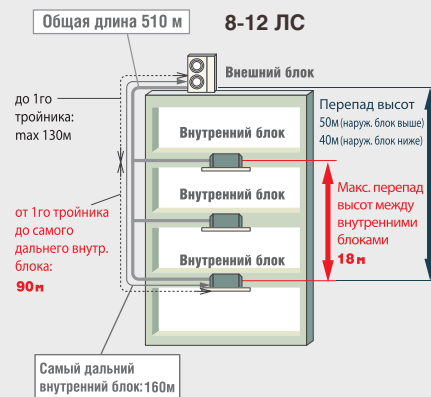 Общая длина 510 м
8-12 ЛС
Внешний блок
до 1го
тройника:
max 130м
Перепад высот
50м (наруж. блок выше)
40м (наруж. блок ниже)
Внутренний блок
Внутренний блок
Внутренний блок
от 1го тройника
до самого
дальнего внутр.
блока:
90м
Макс. перепад
высот между
внутренними
блоками
18м
Самый дальний
внутренний блок:160м